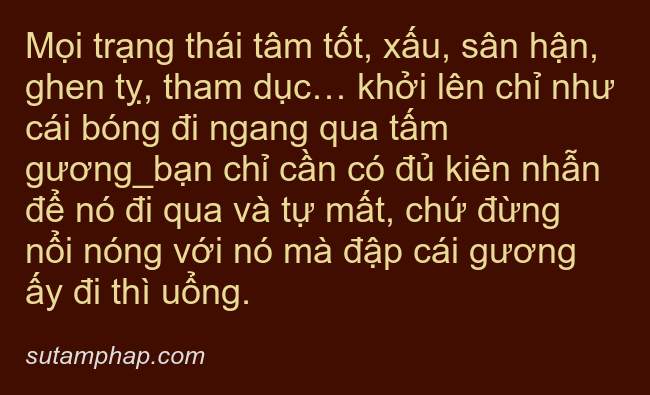 Mọi trạng thái tâm tốt, xấu, sân hận,
ghen tỵ, tham dục… khởi lên chỉ như
cái bóng đi ngang qua tấm
gương_bạn chỉ cần có đủ kiên nhẫn
để nó đi qua và tự mất, chứ đừng
nổi nóng với nó mà đập cái gương
ấy đi thì uổng.
sutamphap.com